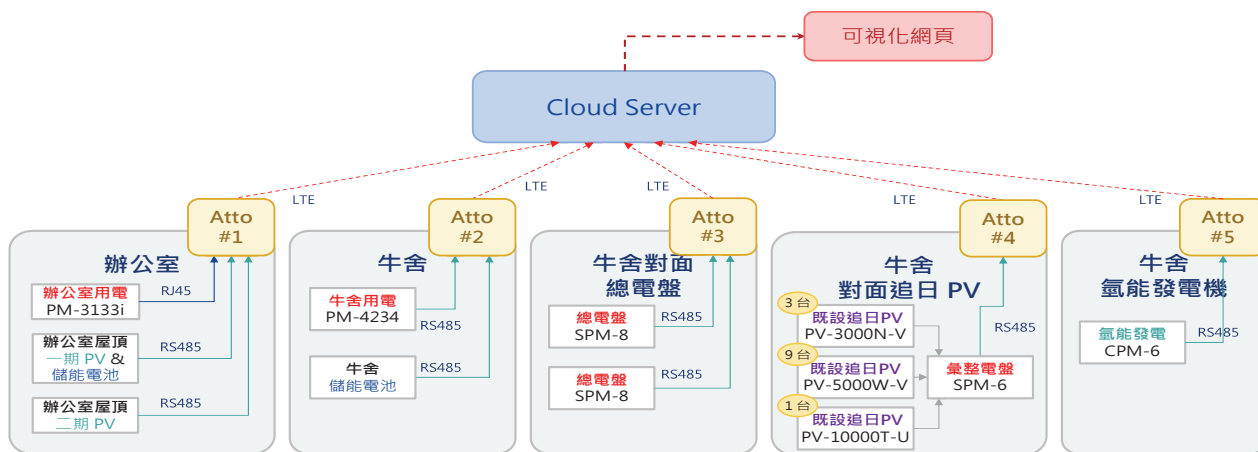 可視化網頁
Cloud Server
LTE
LTE
LTE
LTE
LTE
Atto
#1
辦公室
辦公室用電
PM-3133i
RJ45
辦公室屋頂
一期 PV &
儲能電池
RS485
辦公室屋頂
二期 PV
RS485
Atto
#2
牛舍
牛舍用電
PM-4234
RS485
牛舍
儲能電池
RS485
Atto
#3
牛舍對面
總電盤
總電盤
SPM-8
RS485
總電盤
SPM-8
RS485
Atto
#4
牛舍
對面追日 PV
3 台
既設追日PV
PV-3000N-V
9 台
既設追日PV
PV-5000W-V
1 台
既設追日PV
PV-10000T-U
彙整電盤
SPM-6
RS485
Atto
#5
牛舍
氫能發電機
氫能發電
CPM-6
RS485